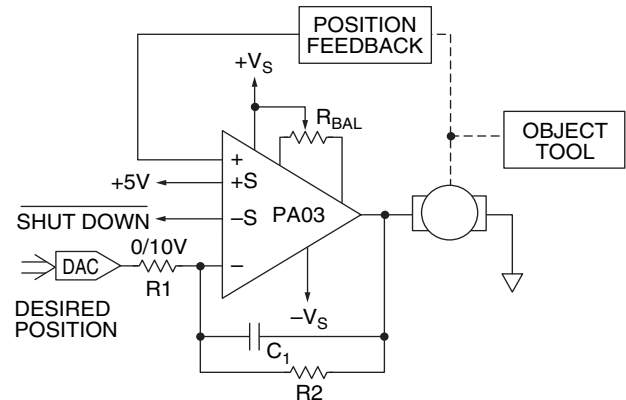 POSITION
FEEDBACK
+VS
RBAL
OBJECT
TOOL
+
+5V
+S
SHUT DOWN
–S
PA03
0/10V
–
DAC
R1
DESIRED
POSITION
–VS
C1
R2